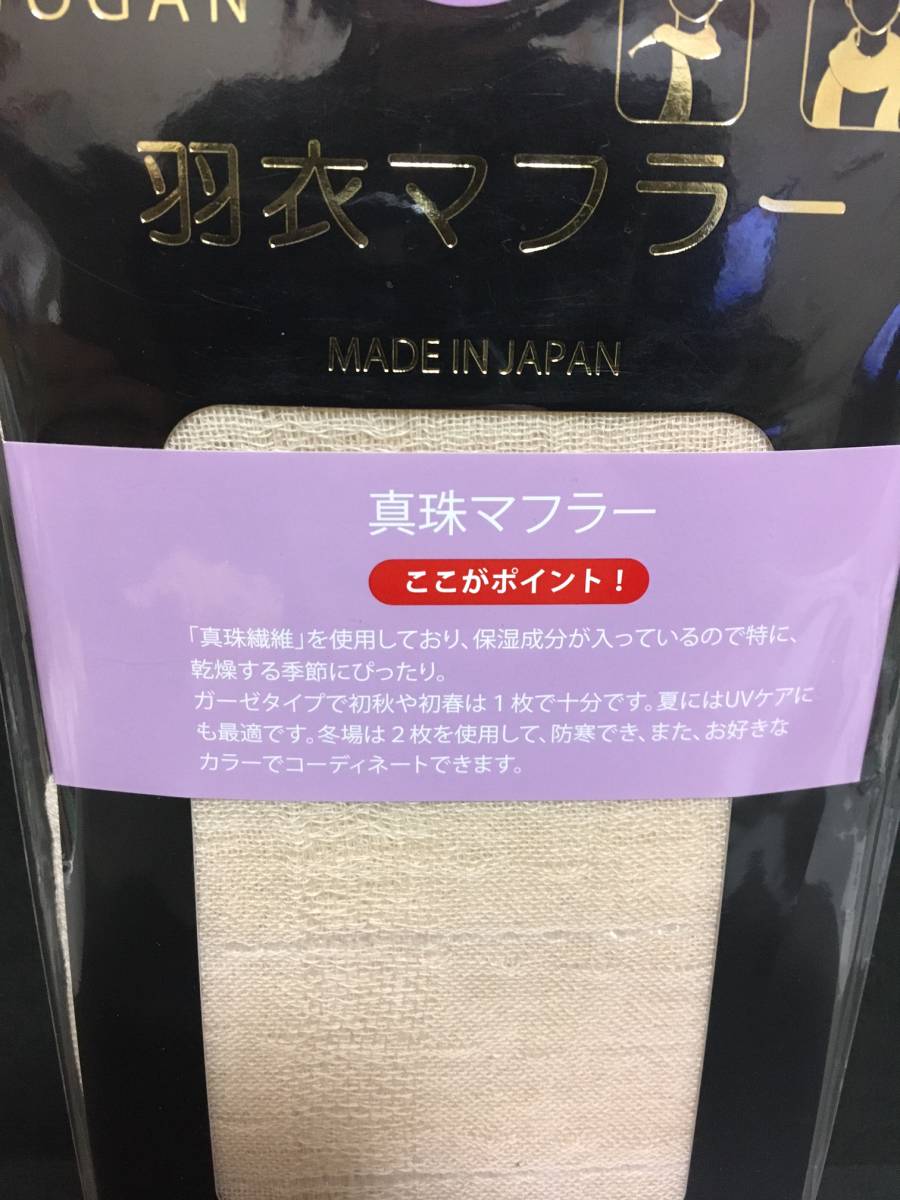 羽衣マフラー
MADE IN JAPAN
真珠マフラー
ここがポイント!
「真珠繊維」を使用しており、保湿成分が入っているので特に、
乾燥する季節にぴったり。
ガーゼタイプで初秋や初春は1枚で十分です。夏にはUVケアに
も最適です。冬場は2枚を使用して、防寒でき、また、お好きな
カラーでコーディネートできます。